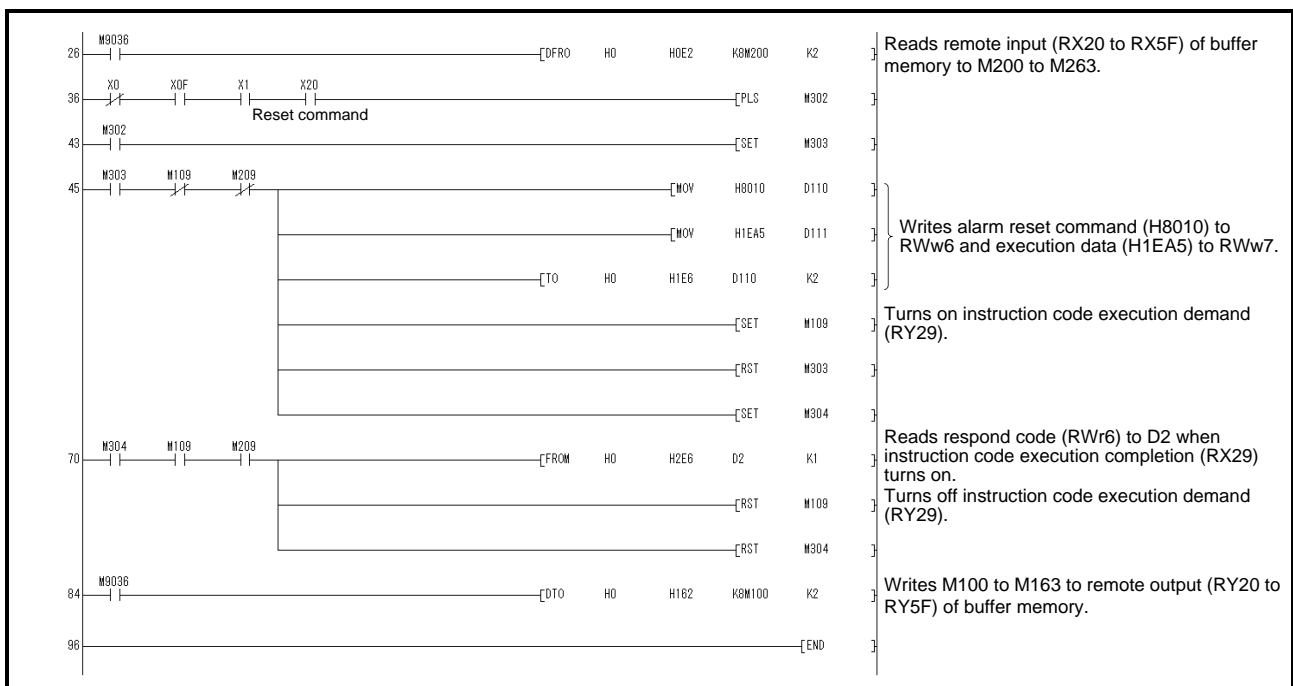 M9036
26 [DFRO H0 H0E2 K8M200 K2 ]
Reads remote input (RX20 to RX5F) of buffer
memory to M200 to M263.
X0 X0F X1 X20
36 [PLS M302 ]
Reset command
M302
43 [SET M303 ]
M303 M109 M209
45 [MOV H8010 D110 ]
[MOV H1EA5 D111 ]
Writes alarm reset command (H8010) to
RWw6 and execution data (H1EA5) to RWw7.
[TO H0 H1E6 D110 K2 ]
[SET M109 ]
Turns on instruction code execution demand
(RY29).
[RST M303 ]
[SET M304 ]
M304 M109 M209
70 [FROM H0 H2E6 D2 K1 ]
Reads respond code (RWr6) to D2 when
instruction code execution completion (RX29)
turns on.
[RST M109 ]
Turns off instruction code execution demand
(RY29).
[RST M304 ]
M9036
84 [DTO H0 H162 K8M100 K2 ]
Writes M100 to M163 to remote output (RY20 to
RY5F) of buffer memory.
96 [END ]